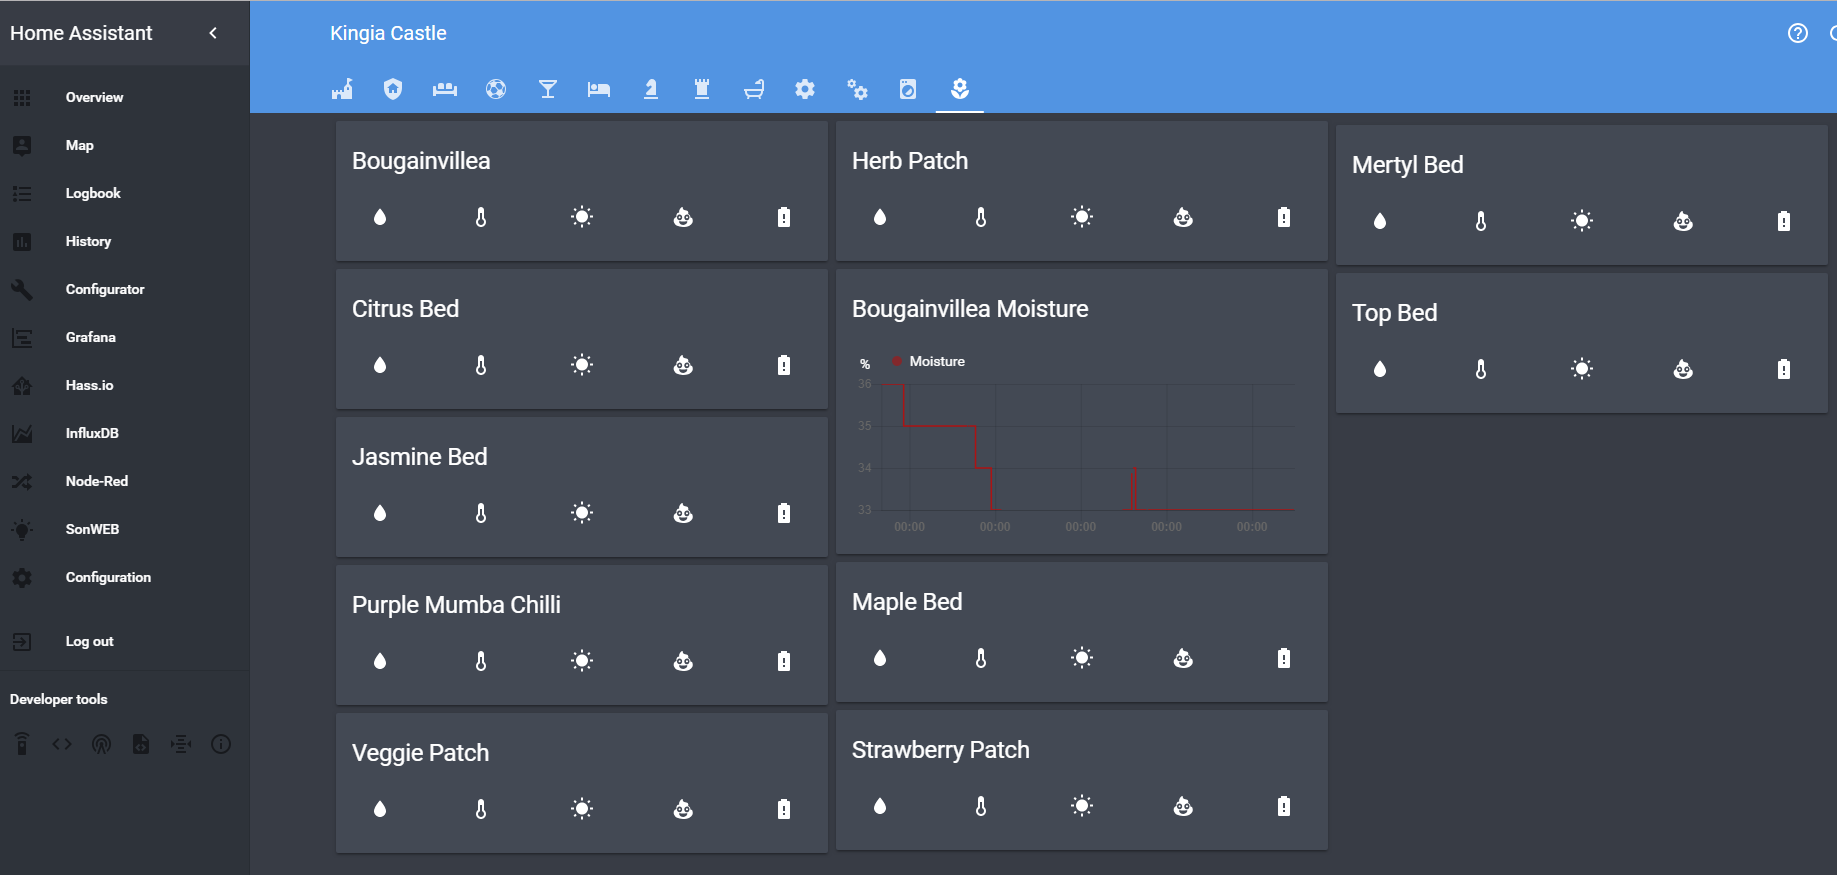 Home Assistant
Overview
Map
Logbook
History
Configurator
Grafana
Hass.io
InfluxDB
Node-Red
SonWEB
Configuration
Log out
Developer tools
Kingia Castle
Bougainvillea
Citrus Bed
Jasmine Bed
Purple Mumba Chilli
Veggie Patch
Herb Patch
Bougainvillea Moisture
% Moisture
36
35
34
33
00:00 00:00 00:00 00:00 00:00
Maple Bed
Strawberry Patch
Mertyl Bed
Top Bed